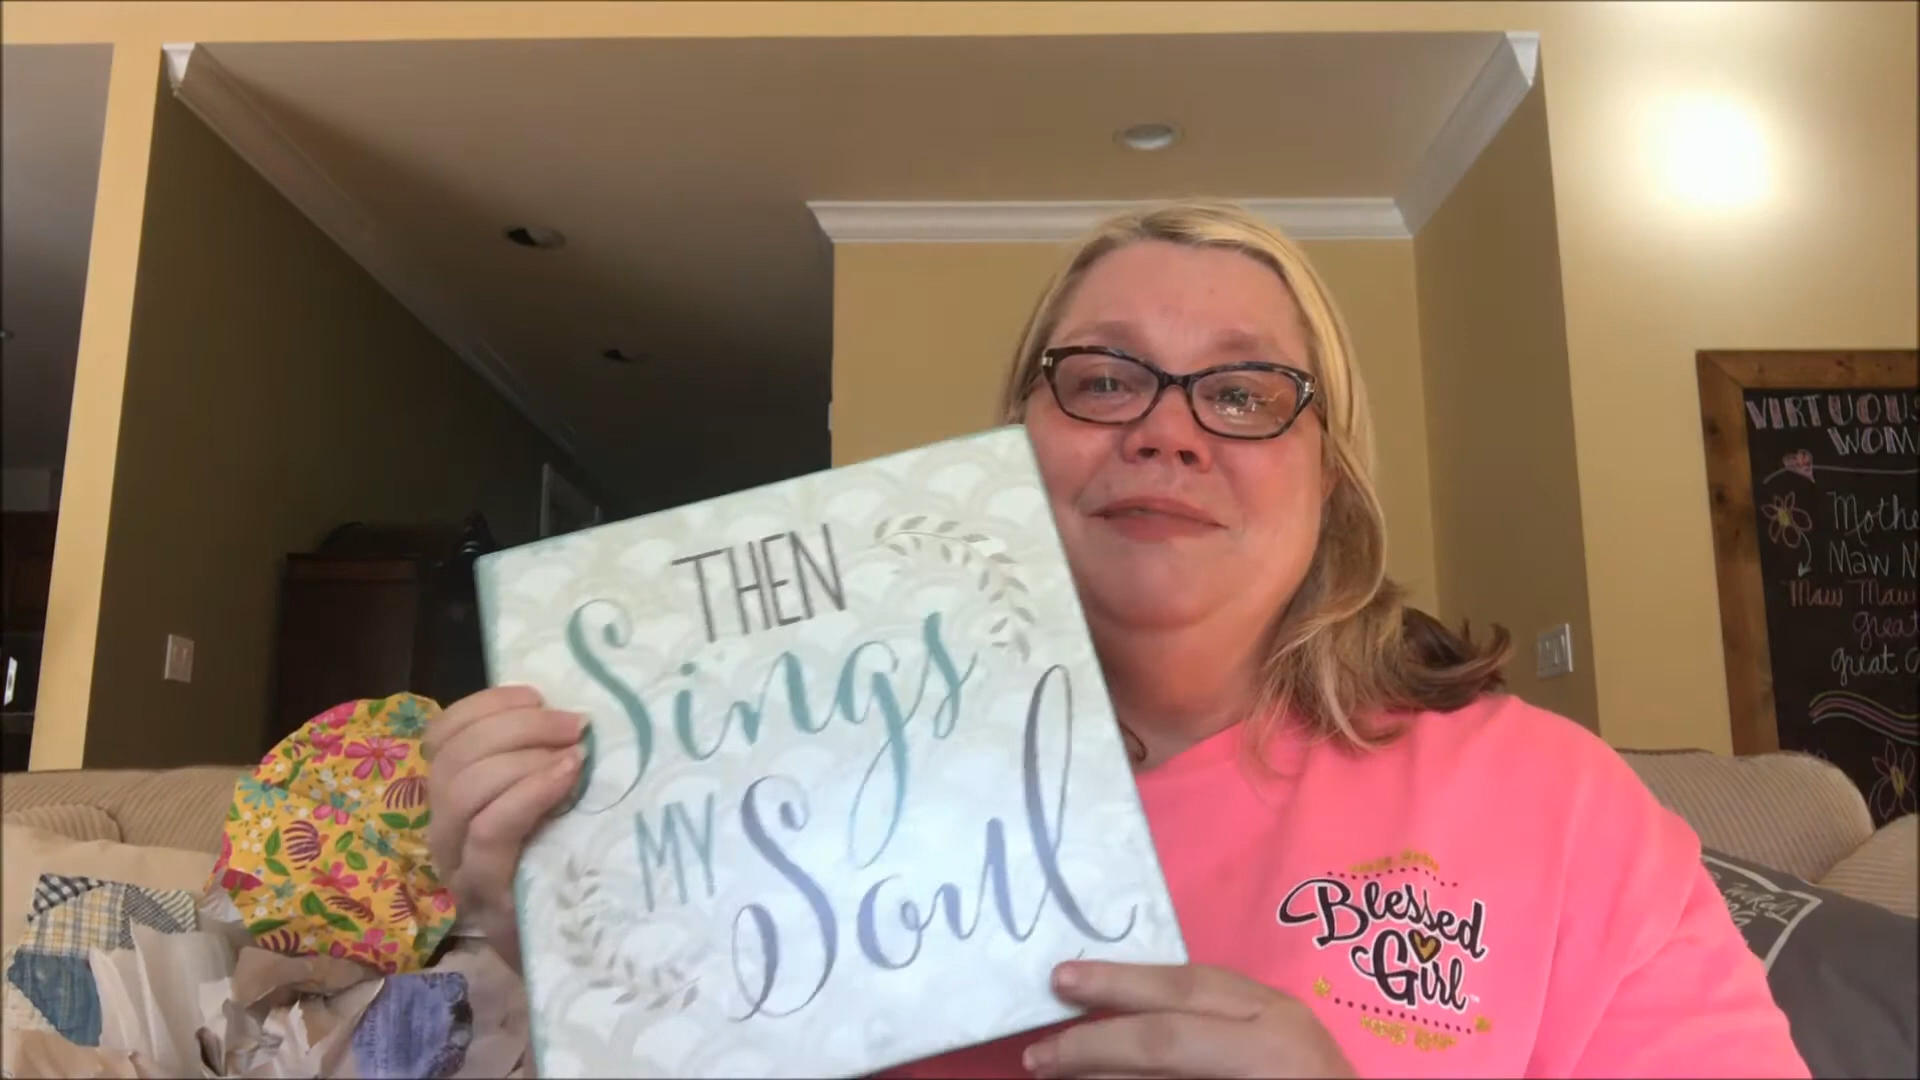 THEN
Sings
MY Soul
Blessed
Girl
VIRTUOUS
WOM
Mothe
Maw N
Maw Maw
great
great G